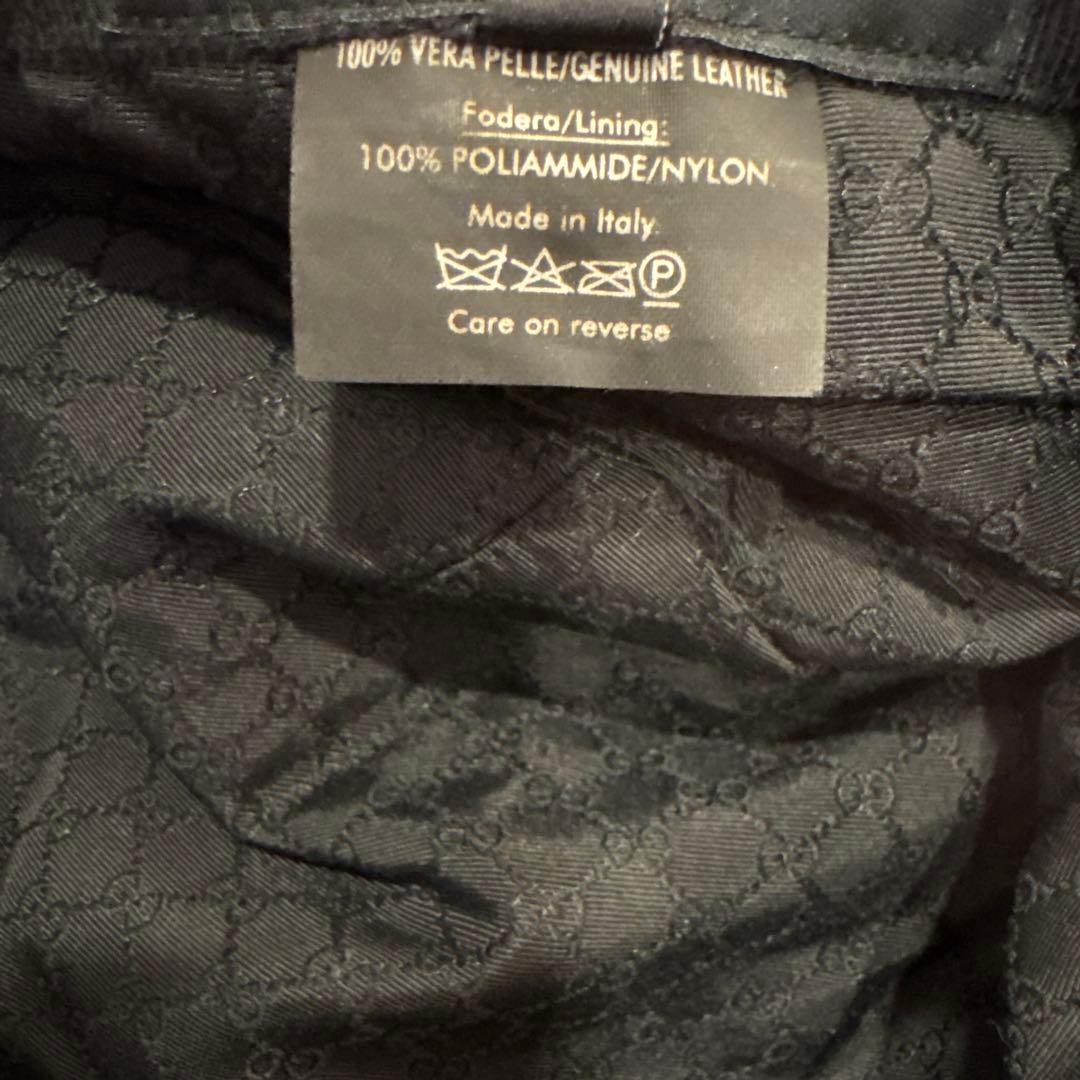 100% VERA PELLE/GENUINE LEATHER
Fodera/Lining:
100% POLIAMMIDE/NYLON
Made in Italy
P
Care on reverse